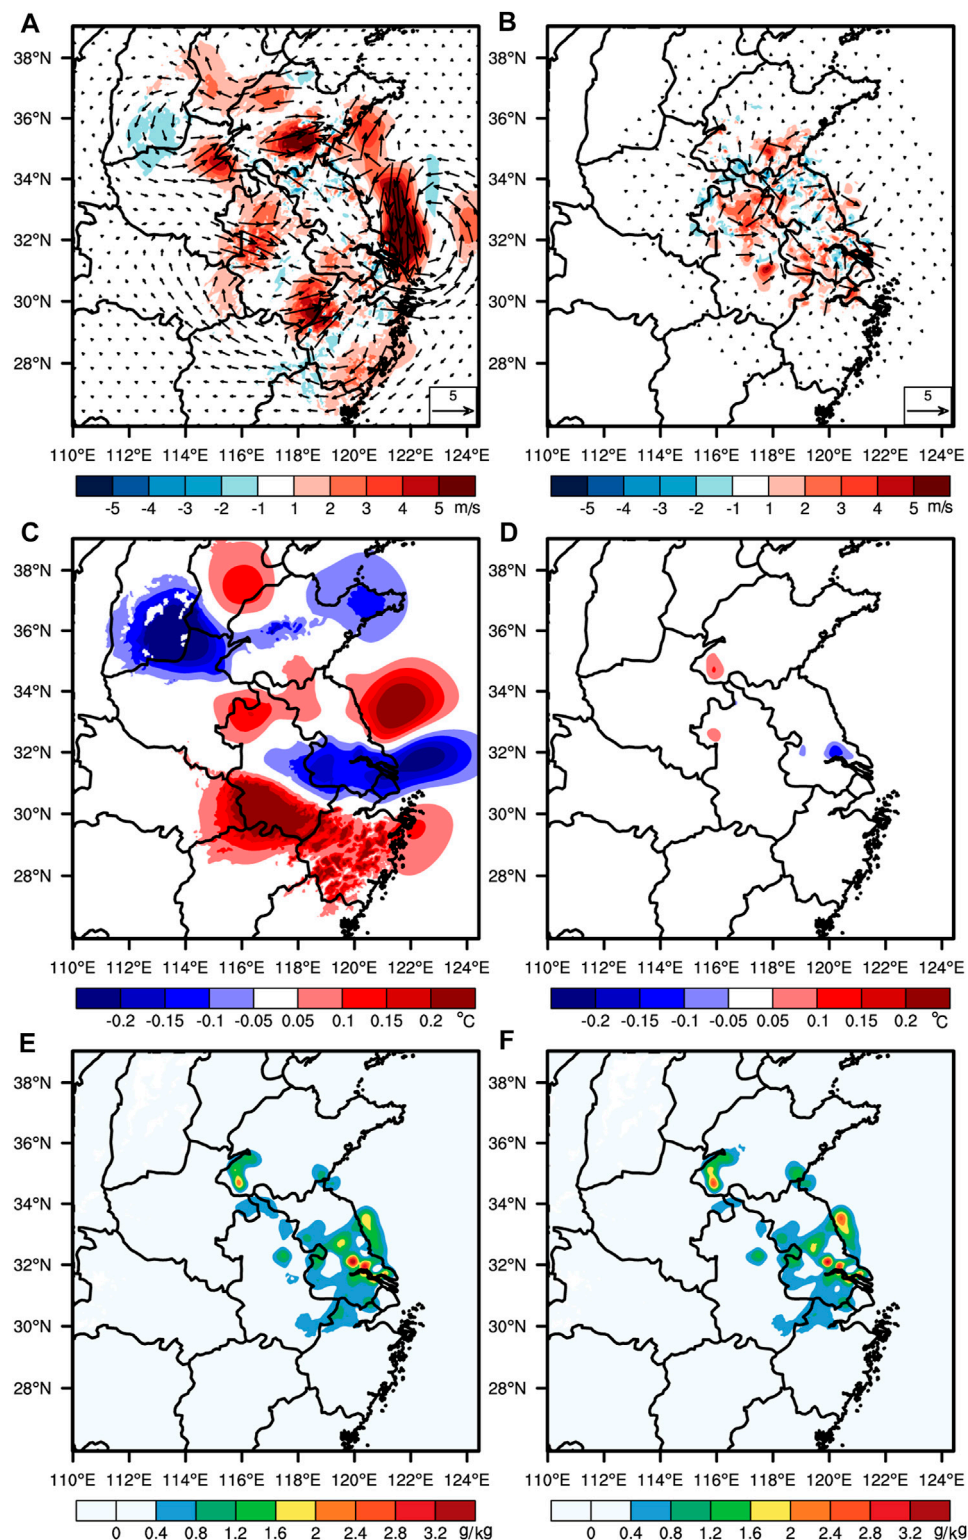 A B
38°N 38°N
36°N 36°N
34°N 34°N
32°N 32°N
30°N 30°N
28°N 28°N
5 5
110°E 112°E 114°E 116°E 118°E 120°E 122°E 124°E 110°E 112°E 114°E 116°E 118°E 120°E 122°E 124°E
-5 -4 -3 -2 -1 1 2 3 4 5 m/s -5 -4 -3 -2 -1 1 2 3 4 5 m/s
C D
38°N 38°N
36°N 36°N
34°N 34°N
32°N 32°N
30°N 30°N
28°N 28°N
110°E 112°E 114°E 116°E 118°E 120°E 122°E 124°E 110°E 112°E 114°E 116°E 118°E 120°E 122°E 124°E
-0.2 -0.15 -0.1 -0.05 0.05 0.1 0.15 0.2 °C -0.2 -0.15 -0.1 -0.05 0.05 0.1 0.15 0.2 °C
E F
38°N 38°N
36°N 36°N
34°N 34°N
32°N 32°N
30°N 30°N
28°N 28°N
110°E 112°E 114°E 116°E 118°E 120°E 122°E 124°E 110°E 112°E 114°E 116°E 118°E 120°E 122°E 124°E
0 0.4 0.8 1.2 1.6 2 2.4 2.8 3.2 g/kg 0 0.4 0.8 1.2 1.6 2 2.4 2.8 3.2 g/kg